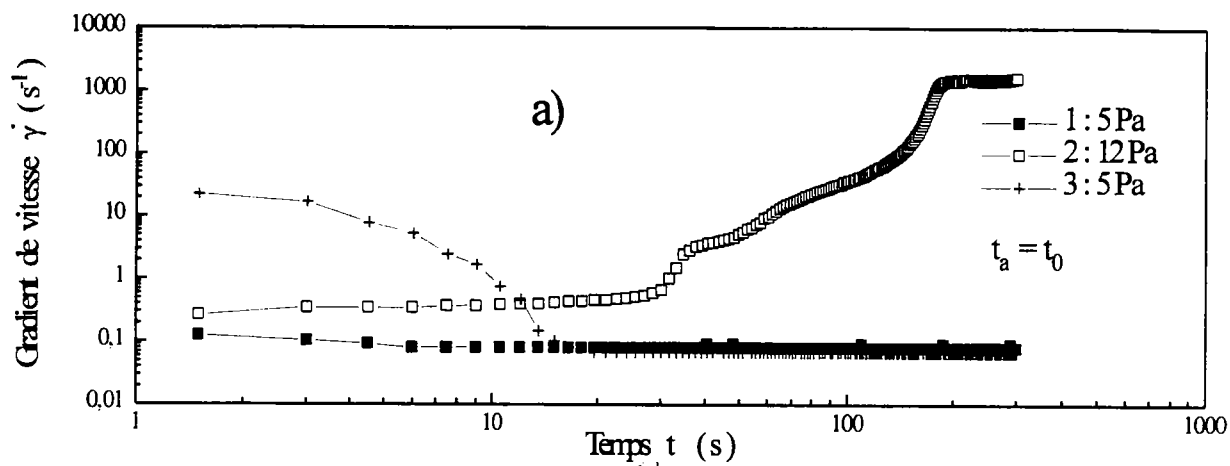 10000
1000
100
10
1
0,1
0,01
Gradient de vitesse γ̇ (s⁻¹)
a)
1 : 5 Pa
2 : 12 Pa
3 : 5 Pa
tₐ = t₀
1
10
100
1000
Temps t (s)